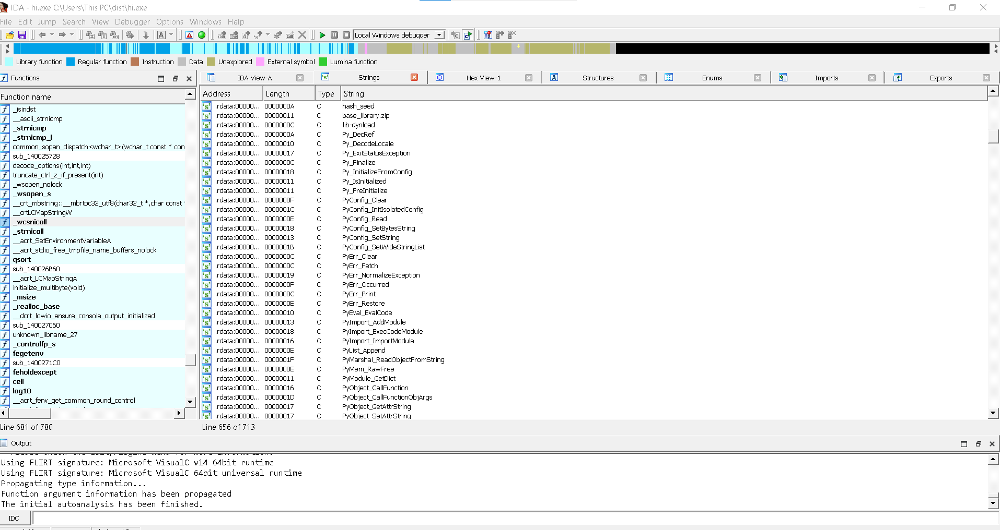 IDA - hi.exe C:\Users\This PC\dist\hi.exe
File Edit Jump Search View Debugger Options Windows Help
Local Windows debugger
Library function Regular function Instruction Data Unexplored External symbol Lumina function
Functions
IDA View-A Strings Hex View-1 Structures Enums Imports Exports
Function name
_isindst
__ascii_strnicmp
_strnicmp
_strnicmp_l
common_sopen_dispatch<wchar_t>(wchar_t const * con
sub_140025728
decode_options(int,int,int)
truncate_ctrl_z_if_present(int)
_wsopen_nolock
_wsopen_s
__crt_mbstring::__mbrtoc32_utf8(char32_t *,char const *
__crtLCMapStringW
_wcsnicoll
_strnicoll
__acrt_SetEnvironmentVariableA
__acrt_stdio_free_tmpfile_name_buffers_nolock
qsort
sub_140026B60
__acrt_LCMapStringA
initialize_multibyte(void)
_msize
_realloc_base
__dcrt_lowio_ensure_console_output_initialized
sub_140027060
unknown_libname_27
_controlfp_s
fegetenv
sub_1400271C0
feholdexcept
ceil
log10
__acrt_fenv_get_common_round_control
Line 681 of 780
Address Length Type String
.rdata:00000... 0000000A C hash_seed
.rdata:00000... 00000011 C base_library.zip
.rdata:00000... 0000000C C lib-dynload
.rdata:00000... 0000000A C Py_DecRef
.rdata:00000... 00000010 C Py_DecodeLocale
.rdata:00000... 00000017 C Py_ExitStatusException
.rdata:00000... 0000000C C Py_Finalize
.rdata:00000... 00000018 C Py_InitializeFromConfig
.rdata:00000... 00000011 C Py_IsInitialized
.rdata:00000... 00000011 C Py_PreInitialize
.rdata:00000... 0000000F C PyConfig_Clear
.rdata:00000... 0000001C C PyConfig_InitIsolatedConfig
.rdata:00000... 0000000E C PyConfig_Read
.rdata:00000... 00000018 C PyConfig_SetBytesString
.rdata:00000... 00000013 C PyConfig_SetString
.rdata:00000... 0000001B C PyConfig_SetWideStringList
.rdata:00000... 0000000C C PyErr_Clear
.rdata:00000... 0000000C C PyErr_Fetch
.rdata:00000... 00000019 C PyErr_NormalizeException
.rdata:00000... 0000000F C PyErr_Occurred
.rdata:00000... 0000000C C PyErr_Print
.rdata:00000... 0000000E C PyErr_Restore
.rdata:00000... 00000010 C PyEval_EvalCode
.rdata:00000... 00000013 C PyImport_AddModule
.rdata:00000... 00000018 C PyImport_ExecCodeModule
.rdata:00000... 00000016 C PyImport_ImportModule
.rdata:00000... 0000000E C PyList_Append
.rdata:00000... 0000001F C PyMarshal_ReadObjectFromString
.rdata:00000... 0000000E C PyMem_RawFree
.rdata:00000... 00000011 C PyModule_GetDict
.rdata:00000... 00000016 C PyObject_CallFunction
.rdata:00000... 0000001D C PyObject_CallFunctionObjArgs
.rdata:00000... 00000017 C PyObject_GetAttrString
.rdata:00000... 00000017 C PyObject_SetAttrString
Line 656 of 713
Output
Please check the Edit/Plugins menu for more information.
Using FLIRT signature: Microsoft VisualC v14 64bit runtime
Using FLIRT signature: Microsoft VisualC 64bit universal runtime
Propagating type information...
Function argument information has been propagated
The initial autoanalysis has been finished.
IDC